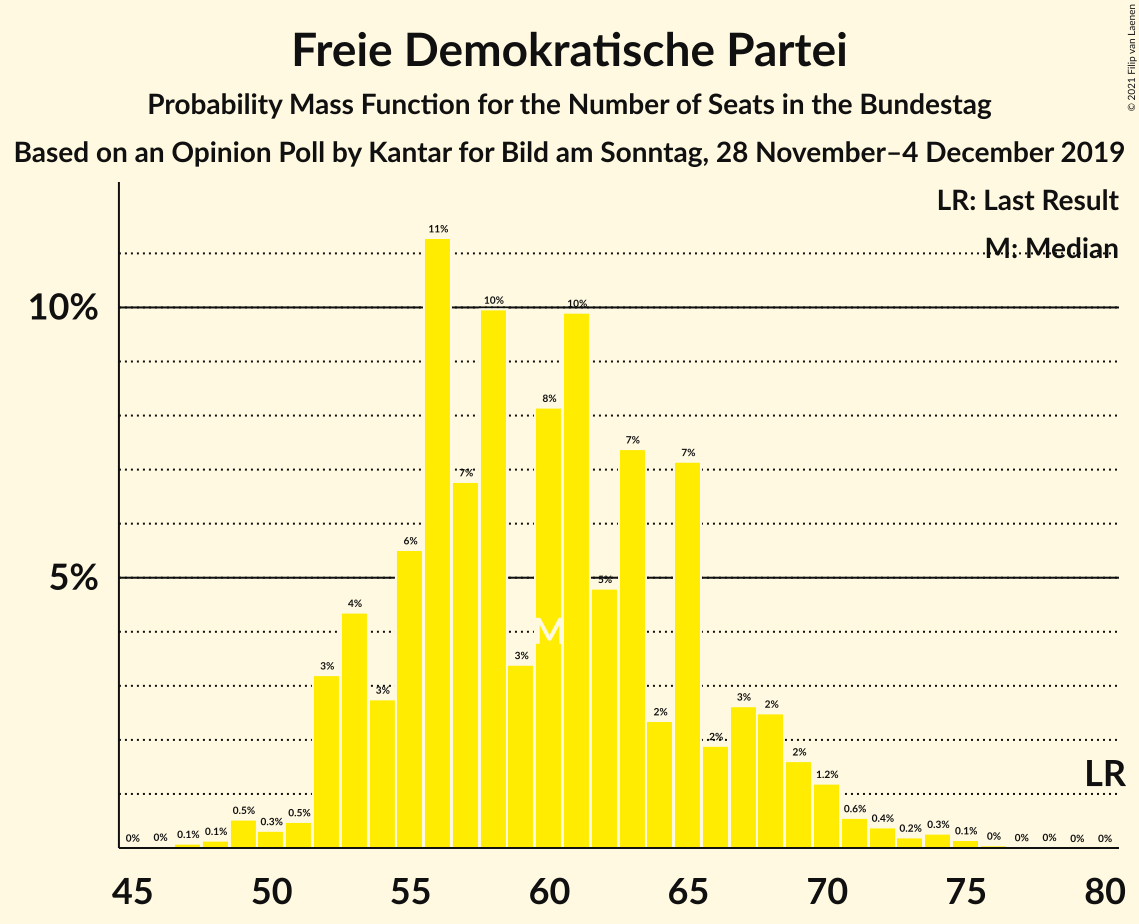 Freie Demokratische Partei
Probability Mass Function for the Number of Seats in the Bundestag
Based on an Opinion Poll by Kantar for Bild am Sonntag, 28 November–4 December 2019
© 2021 Filip van Laenen
LR: Last Result
M: Median
10%
5%
0% 0% 0.1% 0.1% 0.5% 0.3% 0.5% 3% 4% 3% 6% 11% 7% 10% 3% 8% 10% 5% 7% 2% 7% 2% 3% 2% 2% 1.2% 0.6% 0.4% 0.2% 0.3% 0.1% 0% 0% 0% 0% 0%
M
LR
45 50 55 60 65 70 75 80